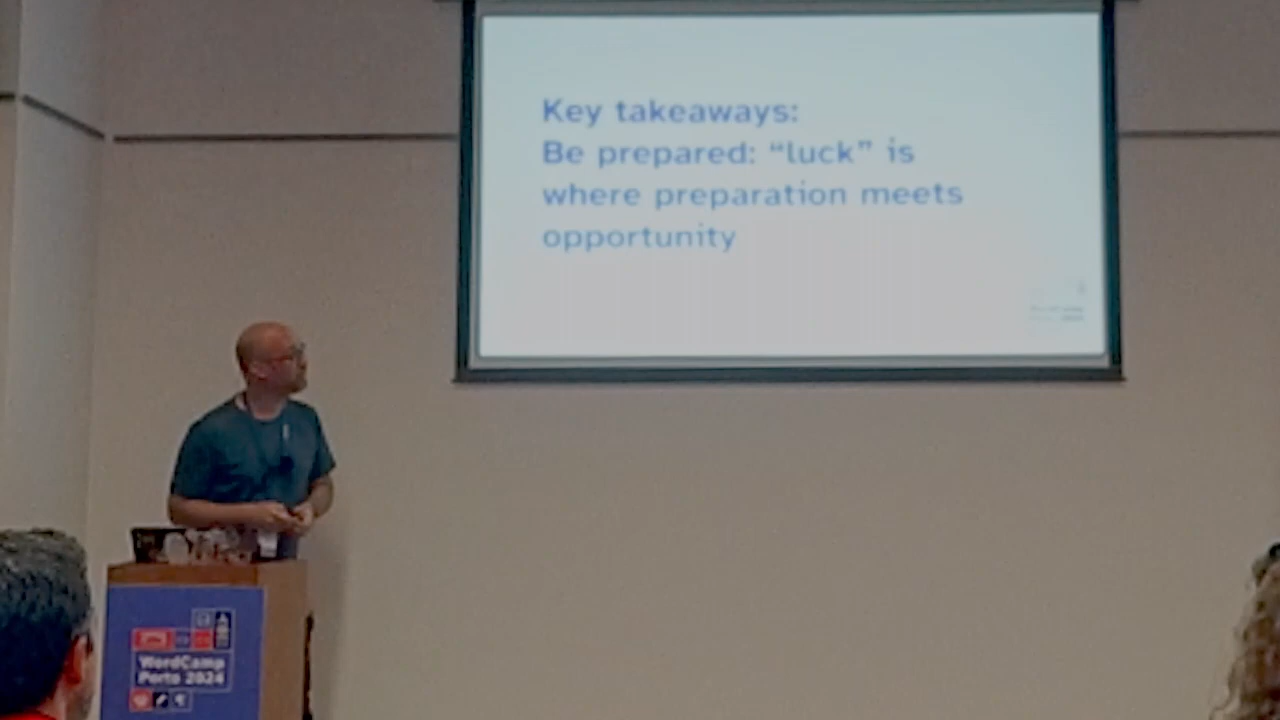 Key takeaways:
Be prepared: “luck” is
where preparation meets
opportunity
WordCamp
Porto 2024